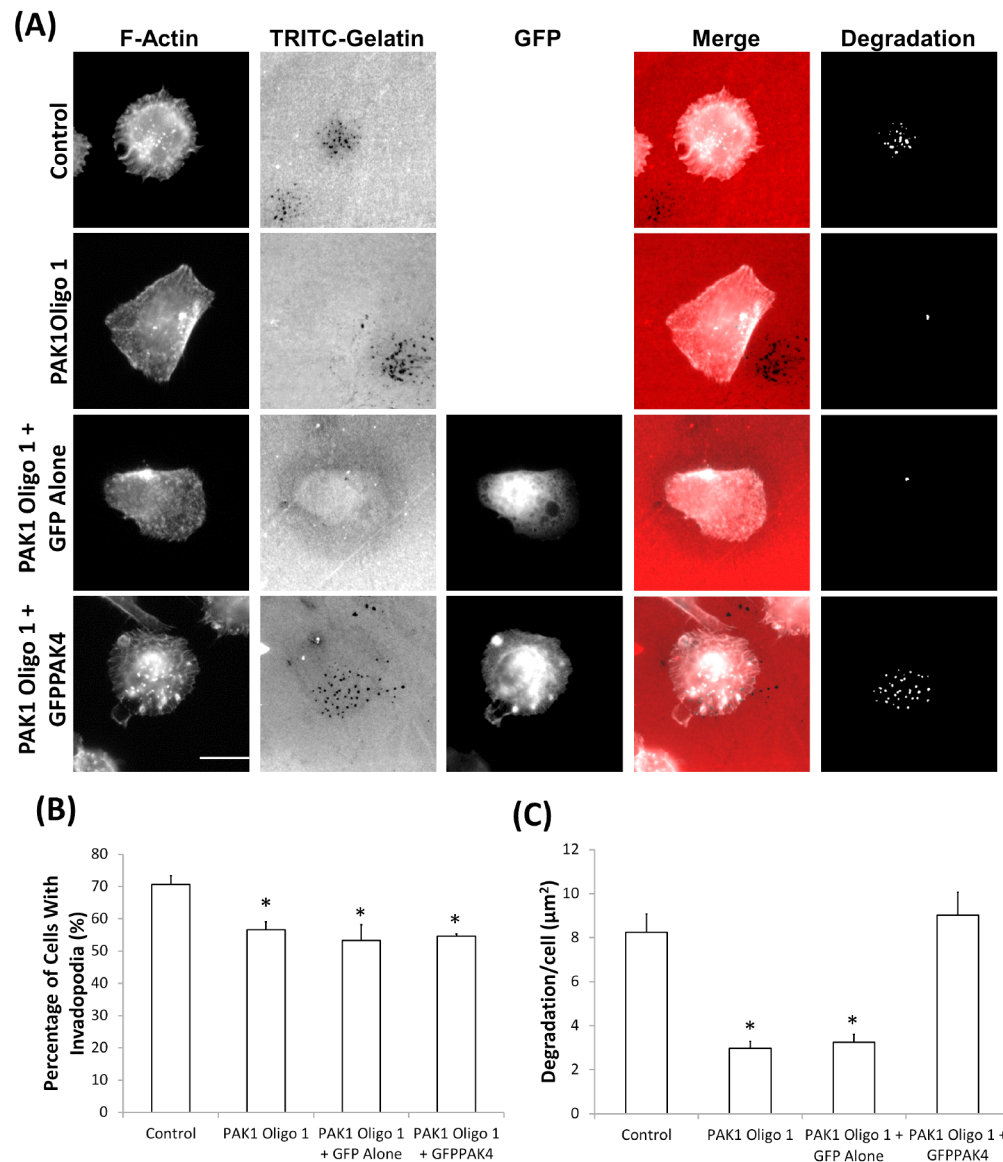 (A)
F-Actin TRITC-Gelatin GFP Merge Degradation
Control
PAK1Oligo 1
PAK1 Oligo 1 +
GFP Alone
PAK1 Oligo 1 +
GFPPAK4
(B)
Percentage of Cells With
Invadopodia (%)
80
70
60
50
40
30
20
10
0
*
*
*
Control
PAK1 Oligo 1
PAK1 Oligo 1
+ GFP Alone
PAK1 Oligo 1
+ GFPPAK4
(C)
Degradation/cell (µm²)
12
10
8
6
4
2
0
*
*
Control
PAK1 Oligo 1
PAK1 Oligo 1 +
GFP Alone
PAK1 Oligo 1 +
GFPPAK4